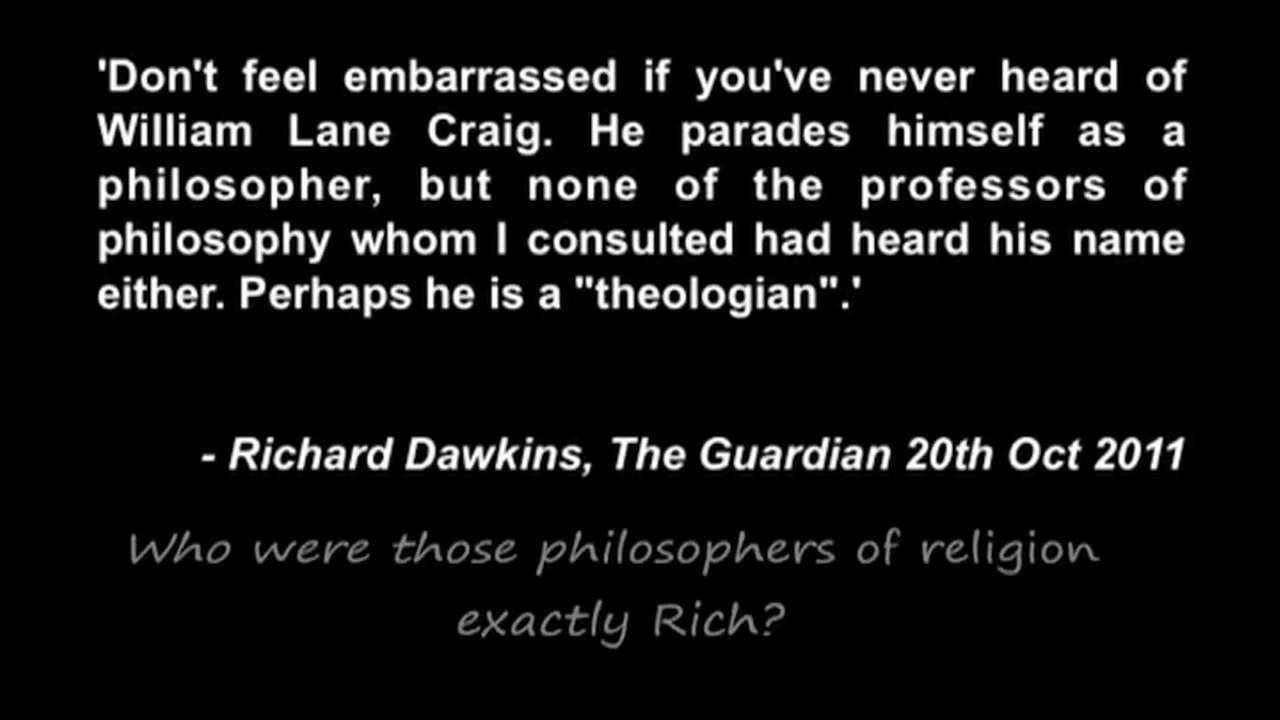 'Don't feel embarrassed if you've never heard of
William Lane Craig. He parades himself as a
philosopher, but none of the professors of
philosophy whom I consulted had heard his name
either. Perhaps he is a "theologian".'
- Richard Dawkins, The Guardian 20th Oct 2011
Who were those philosophers of religion
exactly Rich?